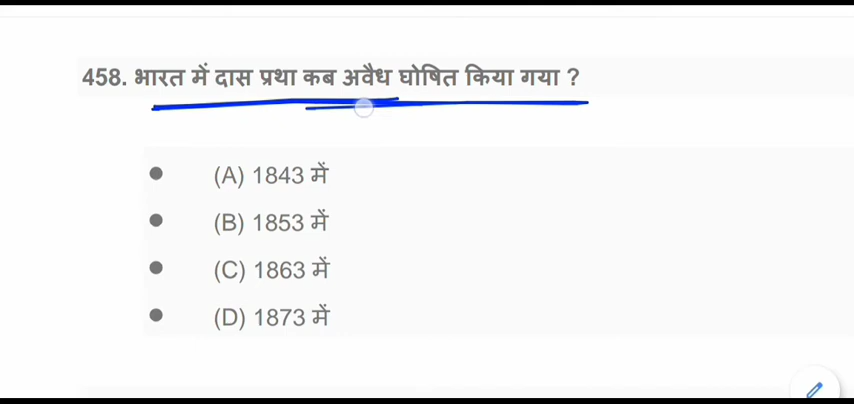 458. भारत में दास प्रथा कब अवैध घोषित किया गया ?
(A) 1843 में
(B) 1853 में
(C) 1863 में
(D) 1873 में